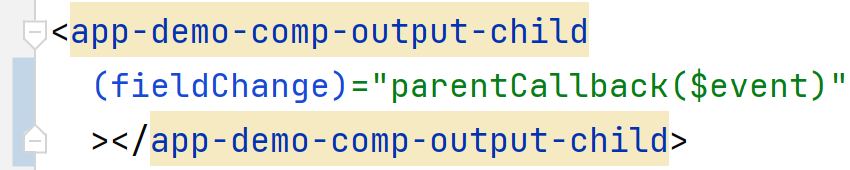 <app-demo-comp-output-child
(fieldChange)="parentCallback($event)"
></app-demo-comp-output-child>